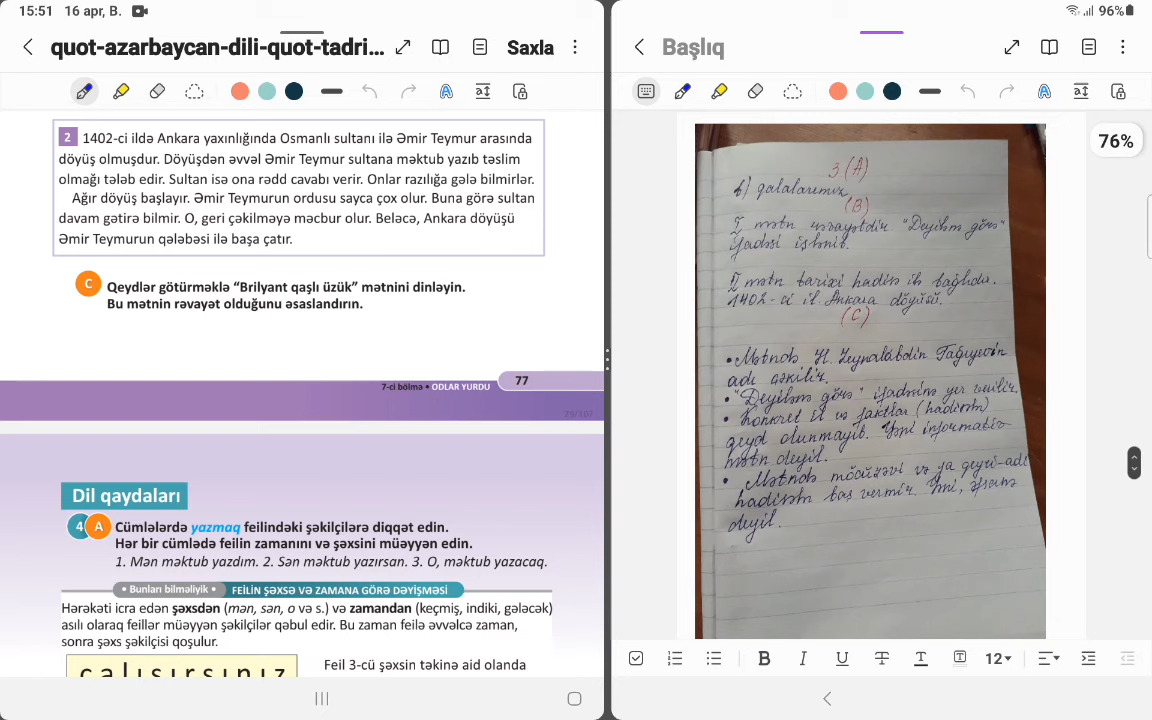 15:51 16 apr, B.
96%
quot-azarbaycan-dili-quot-tadri...
Saxla
Başlıq
76%
2 1402-ci ildə Ankara yaxınlığında Osmanlı sultanı ilə Əmir Teymur arasında
döyüş olmuşdur. Döyüşdən əvvəl Əmir Teymur sultana məktub yazıb təslim
olmağı tələb edir. Sultan isə ona rədd cavabı verir. Onlar razılığa gələ bilmirlər.
Ağır döyüş başlayır. Əmir Teymurun ordusu sayca çox olur. Buna görə sultan
davam gətirə bilmir. O, geri çəkilməyə məcbur olur. Beləcə, Ankara döyüşü
Əmir Teymurun qələbəsi ilə başa çatır.
C Qeydlər götürməklə “Brilyant qaşlı üzük” mətnini dinləyin.
Bu mətnin rəvayət olduğunu əsaslandırın.
7-ci bölmə • ODLAR YURDU 77
79/107
Dil qaydaları
4 A Cümlələrdə yazmaq feilindəki şəkilçilərə diqqət edin.
Hər bir cümlədə feilin zamanını və şəxsini müəyyən edin.
1. Mən məktub yazdım. 2. Sən məktub yazırsan. 3. O, məktub yazacaq.
• Bunları bilməliyik • FEİLİN ŞƏXSƏ VƏ ZAMANA GÖRƏ DƏYİŞMƏSİ
Hərəkəti icra edən şəxsdən (mən, sən, o və s.) və zamandan (keçmiş, indiki, gələcək)
asılı olaraq feillər müəyyən şəkilçilər qəbul edir. Bu zaman feilə əvvəlcə zaman,
sonra şəxs şəkilçisi qoşulur.
çalışırsınız
Feil 3-cü şəxsin təkinə aid olanda
3 (A)
b) qalalarımız
(B)
I mətn rəvayətdir "Deyilənə görə"
ifadəsi işlənib.
II mətn tarixi hadisə ilə bağlıdır.
1402-ci il Ankara döyüşü.
(C)
• Mətndə H. Zeynalabdin Tağıyevin
adı çəkilir.
• "Deyilənə görə" ifadəsinə yer verilir.
• Konkret il və faktlar (hadisələr)
qeyd olunmayıb. Yəni informativ
mətn deyil.
• Mətndə möcüzəvi və ya qeyri-adi
hadisələr baş vermir. Yəni, əfsanə
deyil.
B I U T T 12